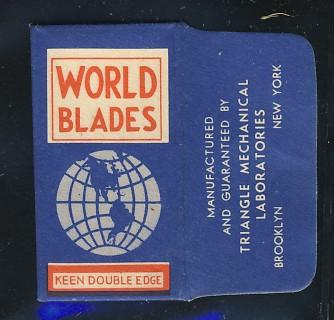 WORLD
BLADES
KEEN DOUBLE EDGE
MANUFACTURED
AND GUARANTEED BY
TRIANGLE MECHANICAL
LABORATORIES
BROOKLYN NEW YORK